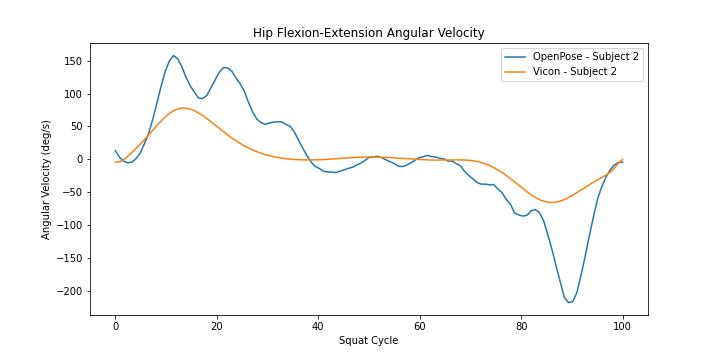 Hip Flexion-Extension Angular Velocity
OpenPose - Subject 2
Vicon - Subject 2
Angular Velocity (deg/s)
150
100
50
0
−50
−100
−150
−200
0 20 40 60 80 100
Squat Cycle